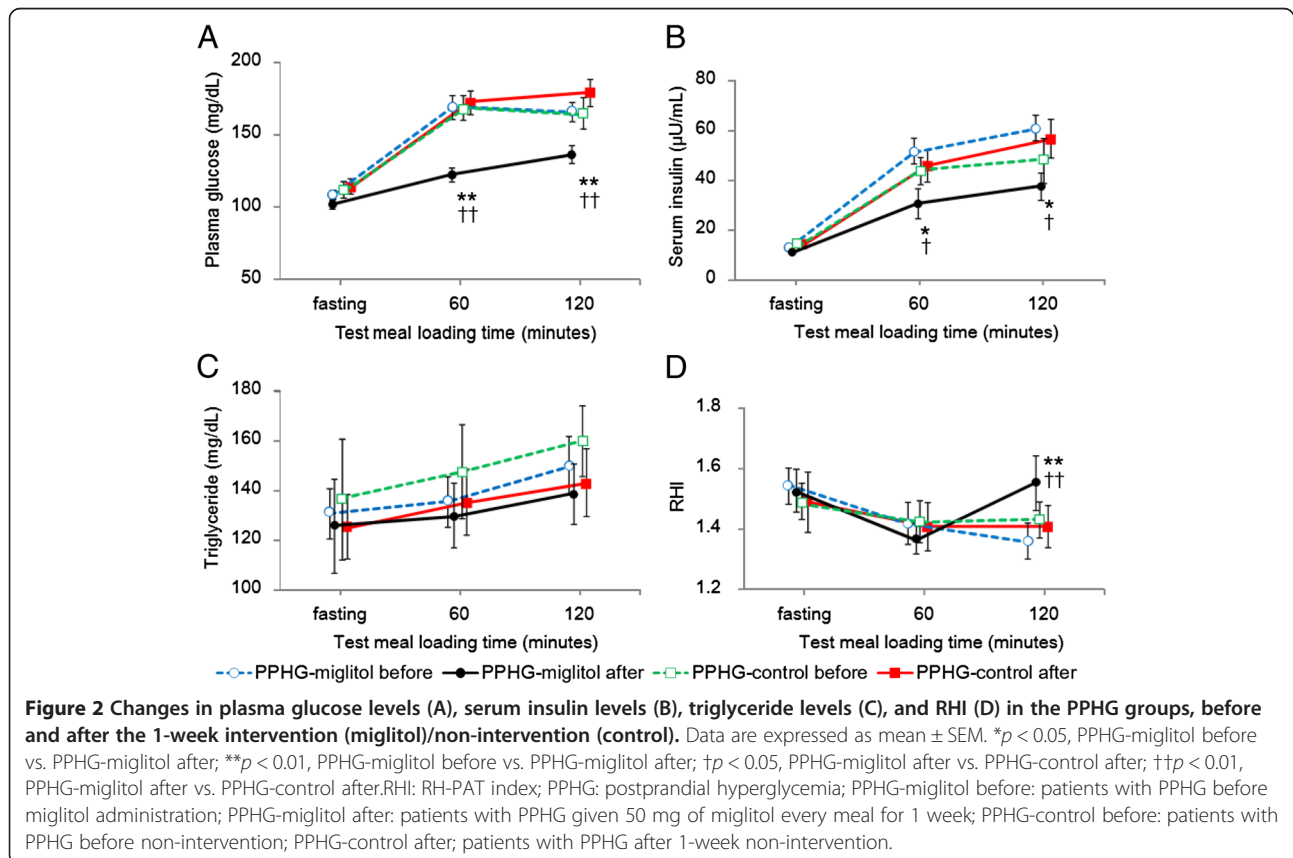 A
Plasma glucose (mg/dL)
200
150
100
50
**
††
**
††
fasting
60
120
Test meal loading time (minutes)
B
Serum insulin (µU/mL)
80
60
40
20
0
*
†
*
†
fasting
60
120
Test meal loading time (minutes)
C
Triglyceride (mg/dL)
180
160
140
120
100
fasting
60
120
Test meal loading time (minutes)
D
RHI
1.8
1.6
1.4
1.2
**
††
fasting
60
120
Test meal loading time (minutes)
PPHG-miglitol before PPHG-miglitol after PPHG-control before PPHG-control after
Figure 2 Changes in plasma glucose levels (A), serum insulin levels (B), triglyceride levels (C), and RHI (D) in the PPHG groups, before
and after the 1-week intervention (miglitol)/non-intervention (control). Data are expressed as mean ± SEM. *p < 0.05, PPHG-miglitol before
vs. PPHG-miglitol after; **p < 0.01, PPHG-miglitol before vs. PPHG-miglitol after; †p < 0.05, PPHG-miglitol after vs. PPHG-control after; ††p < 0.01,
PPHG-miglitol after vs. PPHG-control after.RHI: RH-PAT index; PPHG: postprandial hyperglycemia; PPHG-miglitol before: patients with PPHG before
miglitol administration; PPHG-miglitol after: patients with PPHG given 50 mg of miglitol every meal for 1 week; PPHG-control before: patients with
PPHG before non-intervention; PPHG-control after; patients with PPHG after 1-week non-intervention.